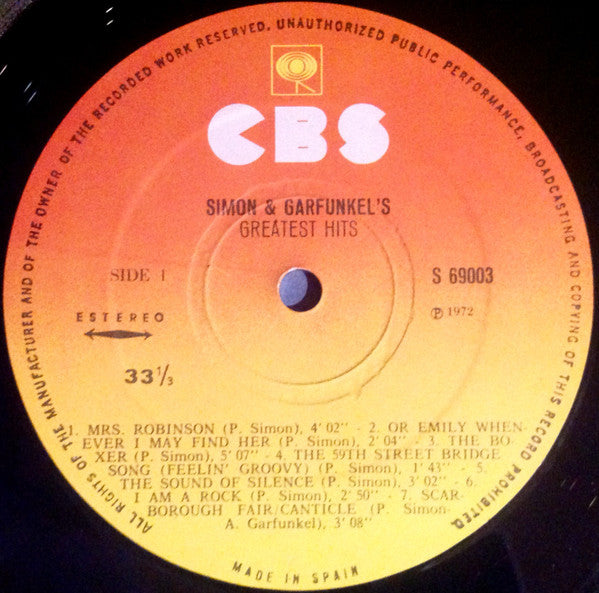 ALL RIGHTS OF THE MANUFACTURER AND OF THE OWNER OF THE RECORDED WORK RESERVED. UNAUTHORIZED PUBLIC PERFORMANCE, BROADCASTING AND COPYING OF THIS RECORD PROHIBITED.
CBS
SIMON & GARFUNKEL'S
GREATEST HITS
SIDE 1
S 69003
ESTEREO
℗ 1972
33 1/3
1. MRS. ROBINSON (P. Simon), 4' 02" - 2. OR EMILY WHEN-
EVER I MAY FIND HER (P. Simon), 2' 04" - 3. THE BO-
XER (P. Simon), 5' 07" - 4. THE 59TH STREET BRIDGE
SONG (FEELIN' GROOVY) (P. Simon), 1' 43" - 5.
THE SOUND OF SILENCE (P. Simon), 3' 02" - 6.
I AM A ROCK (P. Simon), 2' 50" - 7. SCAR-
BOROUGH FAIR/CANTICLE (P. Simon-
A. Garfunkel), 3' 08"
MADE IN SPAIN